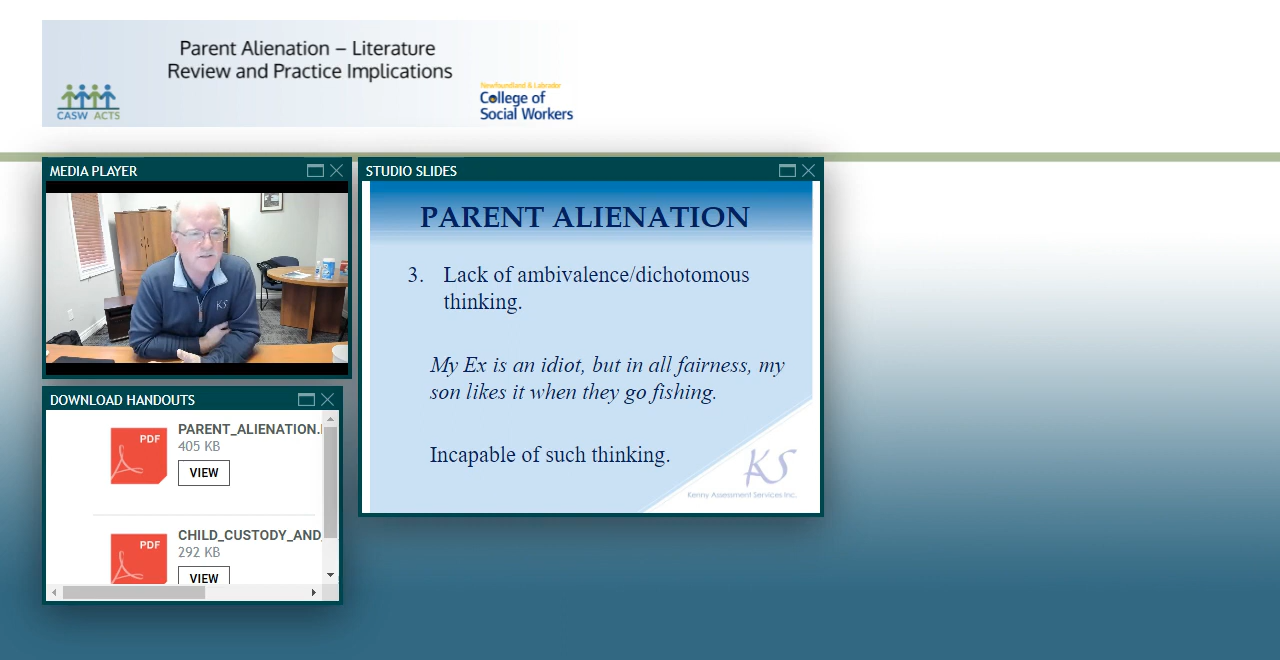 Parent Alienation – Literature
Review and Practice Implications
CASW ACTS
Newfoundland & Labrador
College of
Social Workers
MEDIA PLAYER
KS
STUDIO SLIDES
PARENT ALIENATION
3. Lack of ambivalence/dichotomous
thinking.
My Ex is an idiot, but in all fairness, my
son likes it when they go fishing.
Incapable of such thinking.
KS
Kenny Assessment Services Inc.
DOWNLOAD HANDOUTS
PDF
PARENT_ALIENATION.
405 KB
VIEW
PDF
CHILD_CUSTODY_AND_
292 KB
VIEW